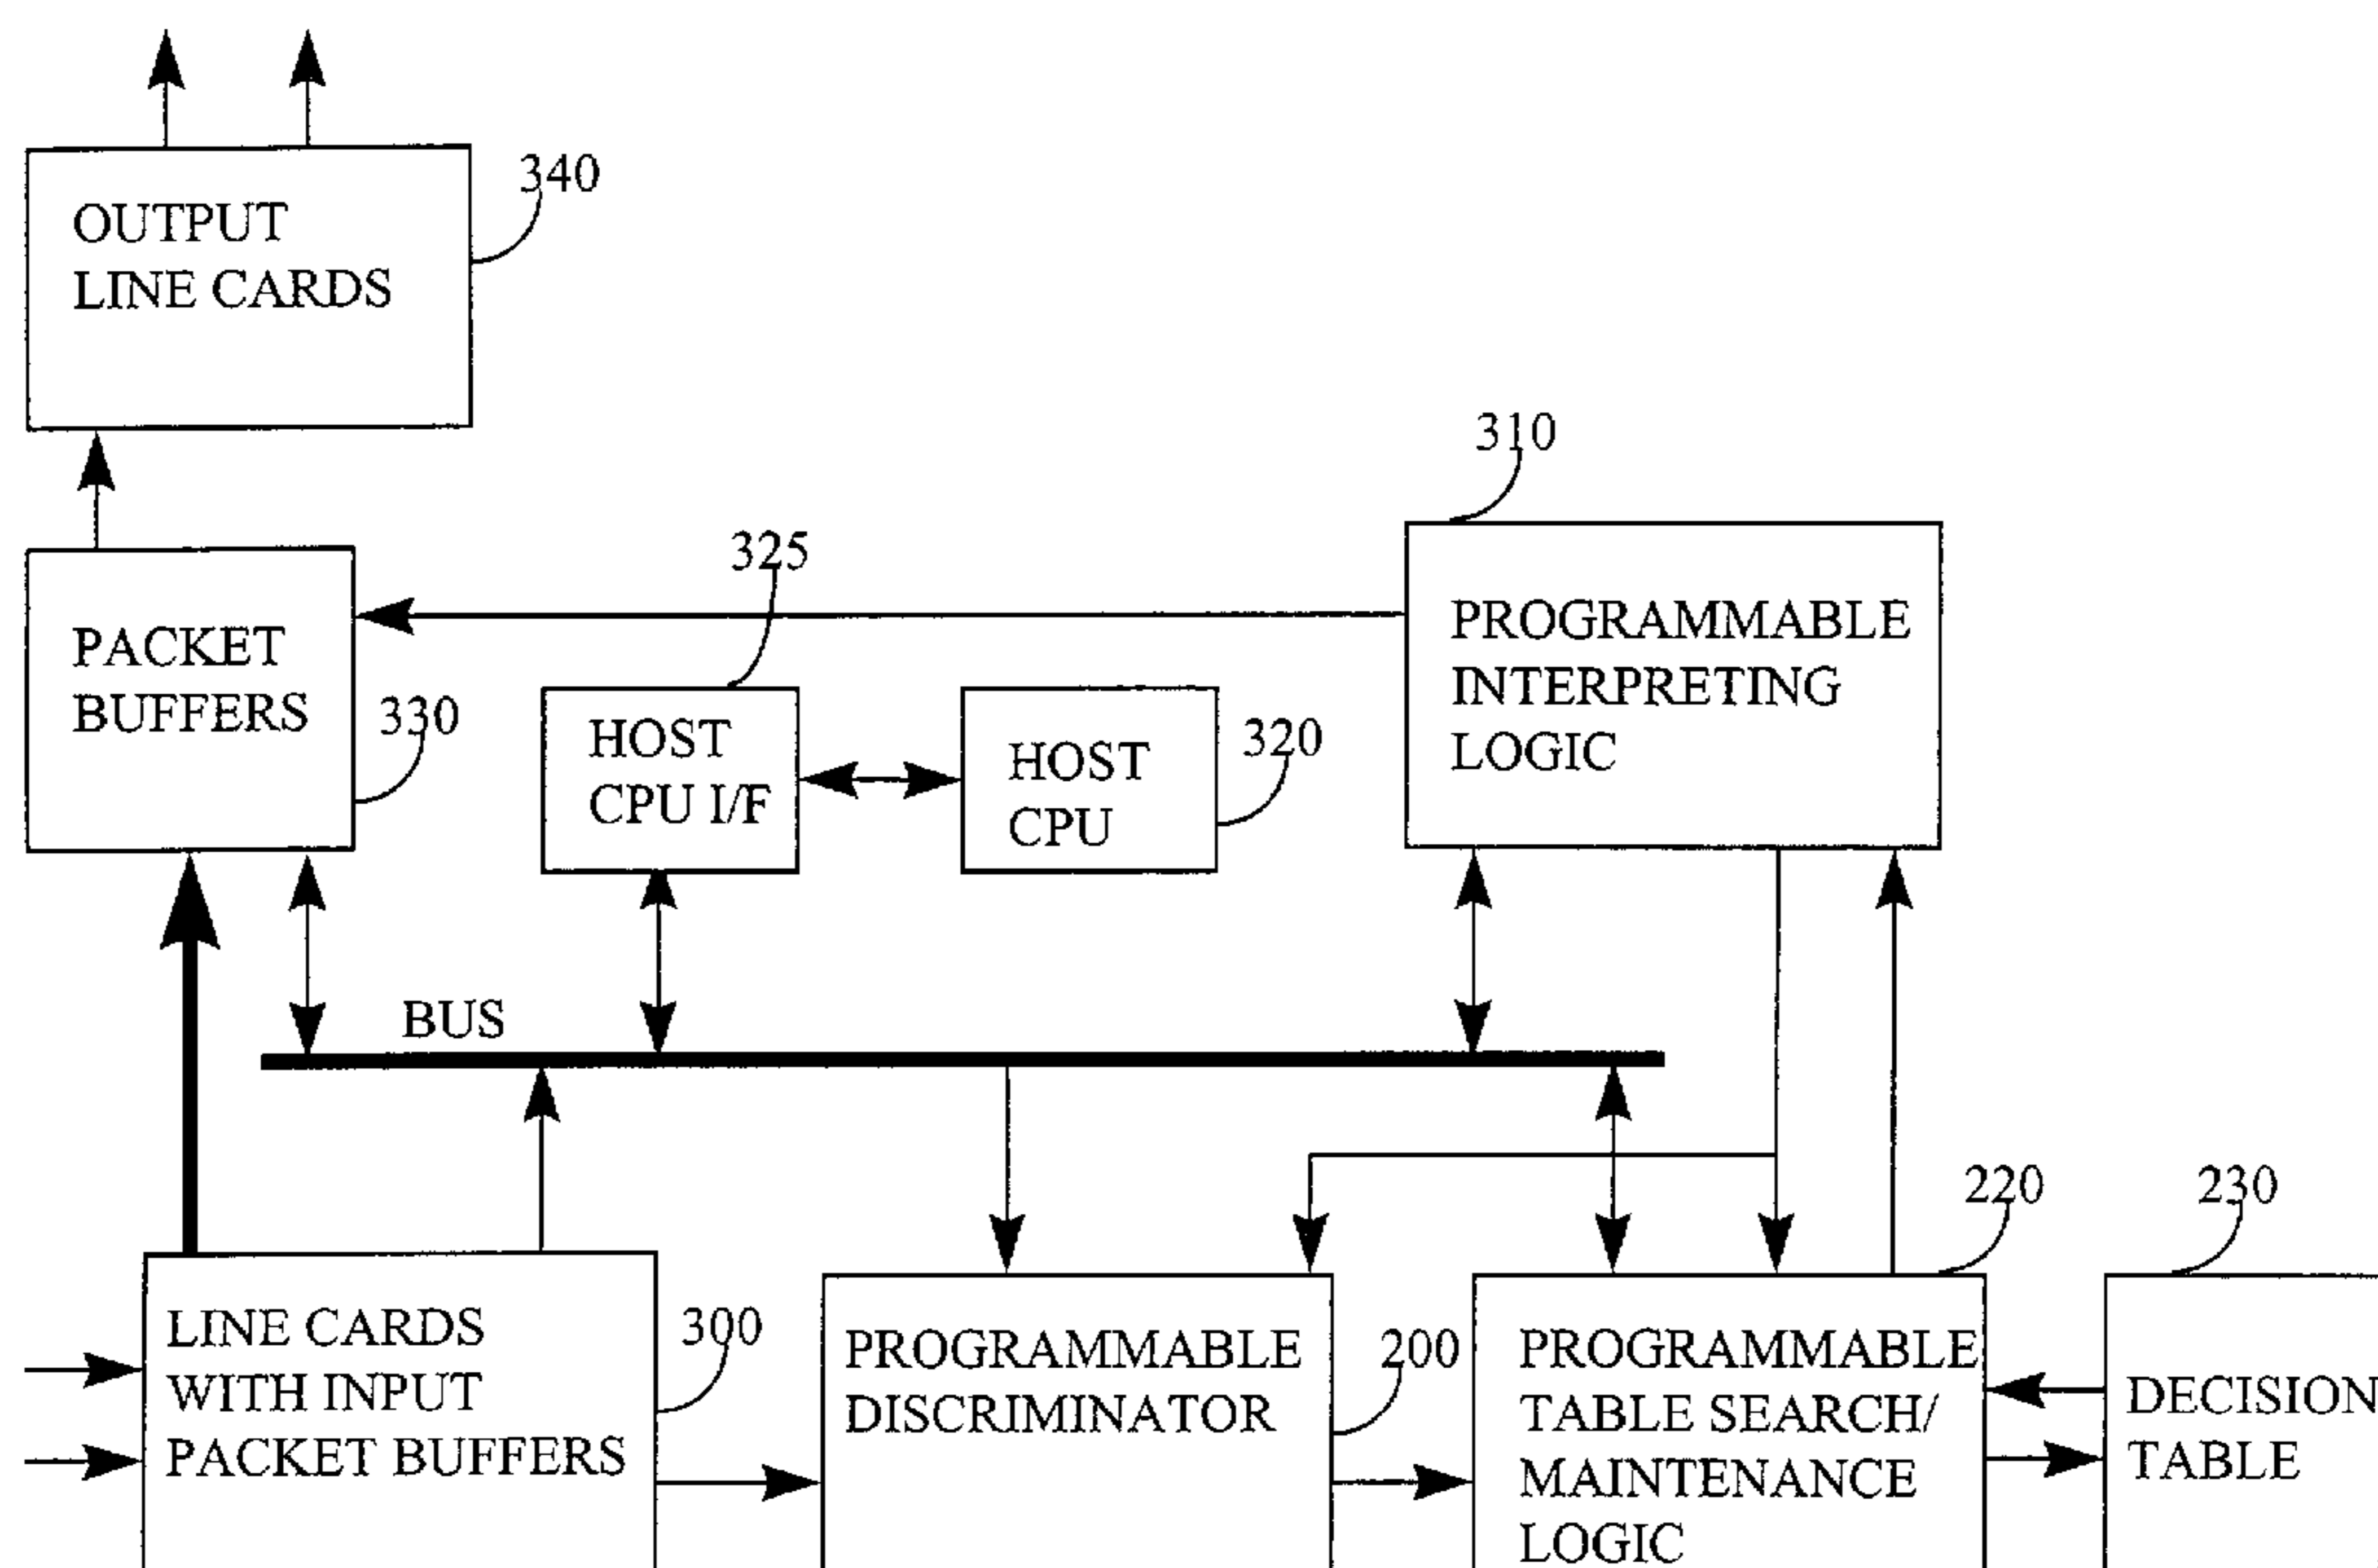 340
OUTPUT
LINE CARDS
310
325
PROGRAMMABLE
INTERPRETING
LOGIC
PACKET
BUFFERS
330
HOST
CPU I/F
HOST
CPU
320
BUS
220
230
LINE CARDS
WITH INPUT
PACKET BUFFERS
300
PROGRAMMABLE
DISCRIMINATOR
200
PROGRAMMABLE
TABLE SEARCH/
MAINTENANCE
LOGIC
DECISION
TABLE